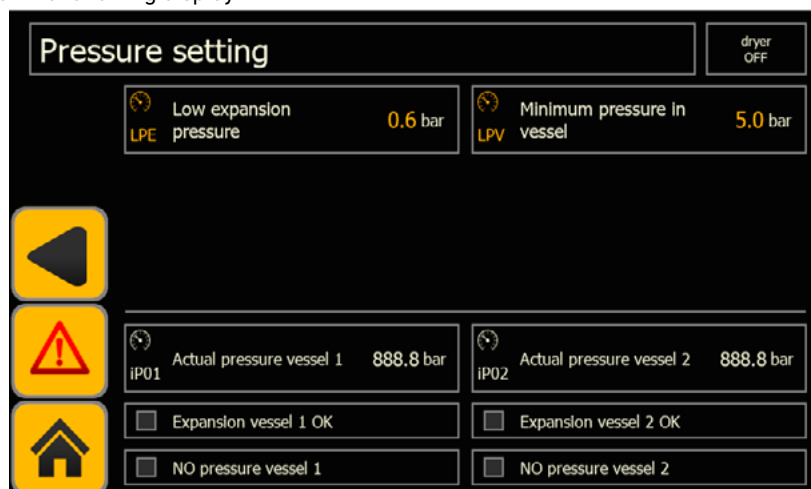 Pressure setting
dryer
OFF
Low expansion
pressure
LPE
0.6 bar
Minimum pressure in
vessel
LPV
5.0 bar
Actual pressure vessel 1
iP01
888.8 bar
Actual pressure vessel 2
iP02
888.8 bar
Expansion vessel 1 OK
Expansion vessel 2 OK
NO pressure vessel 1
NO pressure vessel 2